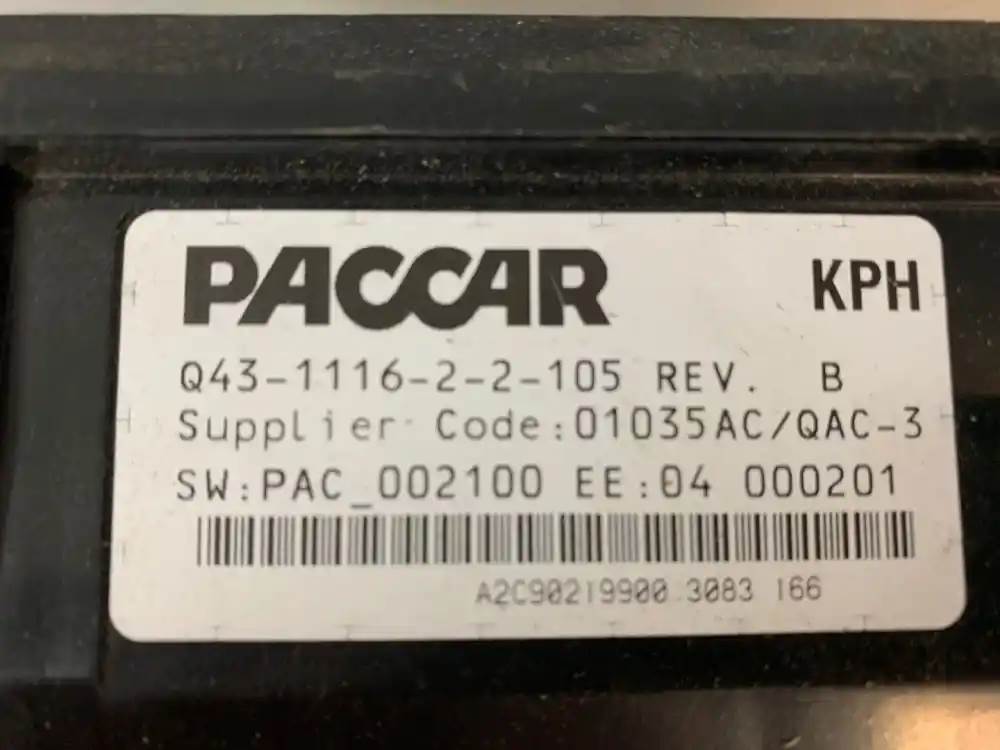 PACCAR KPH
Q43-1116-2-2-105 REV. B
Supplier Code:01035AC/QAC-3
SW:PAC_002100 EE:04 000201
A2C90219900 3083 166